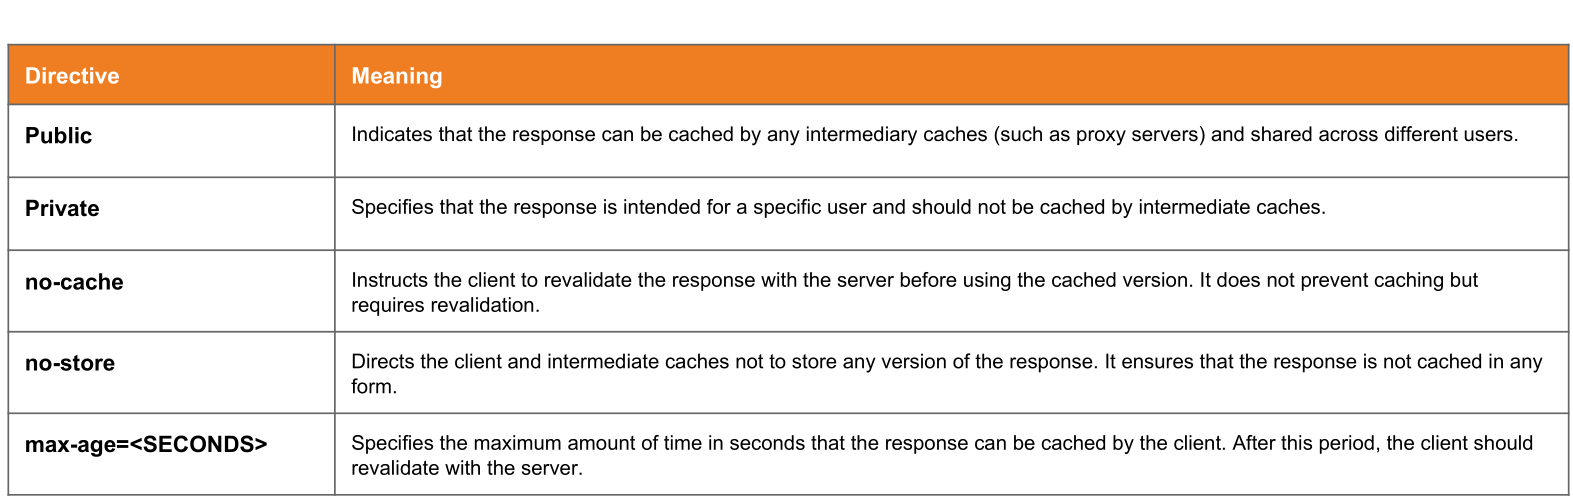 Directive
Meaning
Public
Indicates that the response can be cached by any intermediary caches (such as proxy servers) and shared across different users.
Private
Specifies that the response is intended for a specific user and should not be cached by intermediate caches.
no-cache
Instructs the client to revalidate the response with the server before using the cached version. It does not prevent caching but
requires revalidation.
no-store
Directs the client and intermediate caches not to store any version of the response. It ensures that the response is not cached in any
form.
max-age=<SECONDS>
Specifies the maximum amount of time in seconds that the response can be cached by the client. After this period, the client should
revalidate with the server.